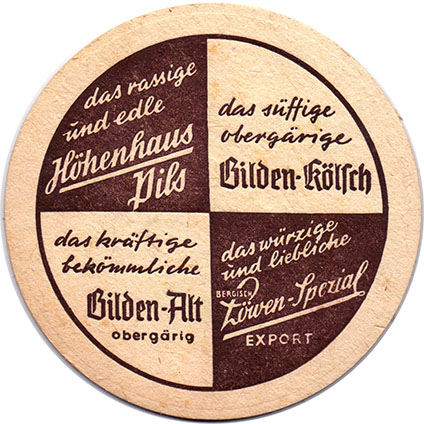 das rassige
und edle
Höhenhaus
Pils
das süffige
obergärige
Gilden-Kölsch
das kräftige
bekömmliche
Gilden-Alt
obergärig
das würzige
und liebliche
BERGISCH
Löwen-Spezial
EXPORT